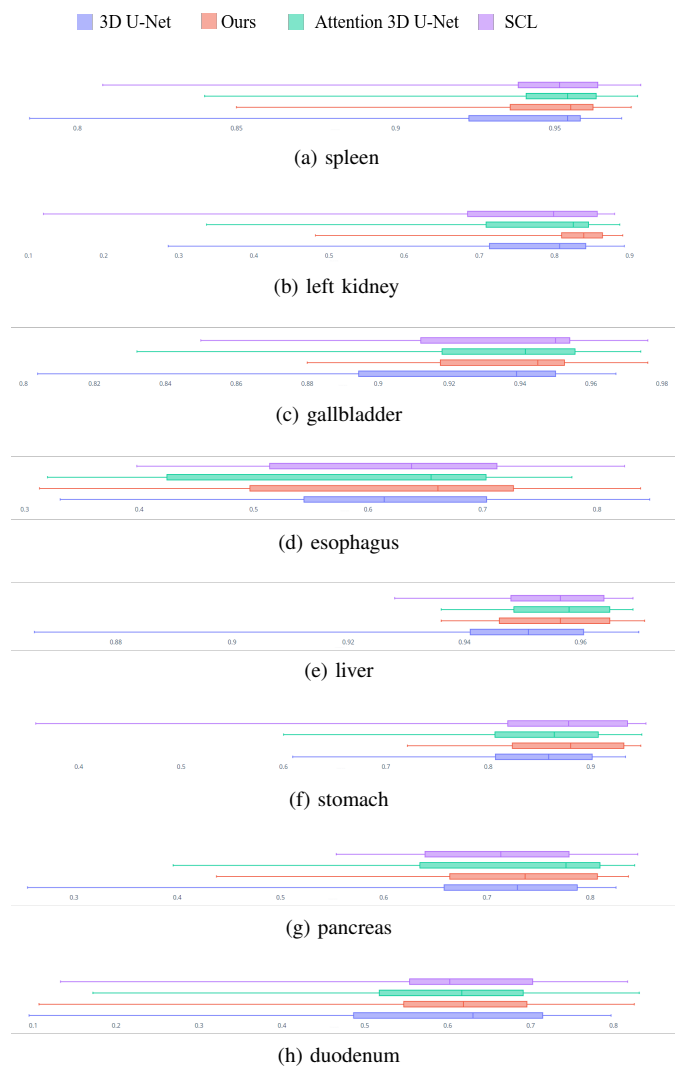 3D U-Net Ours Attention 3D U-Net SCL
0.8 0.85 0.9 0.95
(a) spleen
0.1 0.2 0.3 0.4 0.5 0.6 0.7 0.8 0.9
(b) left kidney
0.8 0.82 0.84 0.86 0.88 0.9 0.92 0.94 0.96 0.98
(c) gallbladder
0.3 0.4 0.5 0.6 0.7 0.8
(d) esophagus
0.88 0.9 0.92 0.94 0.96
(e) liver
0.4 0.5 0.6 0.7 0.8 0.9
(f) stomach
0.3 0.4 0.5 0.6 0.7 0.8
(g) pancreas
0.1 0.2 0.3 0.4 0.5 0.6 0.7 0.8
(h) duodenum